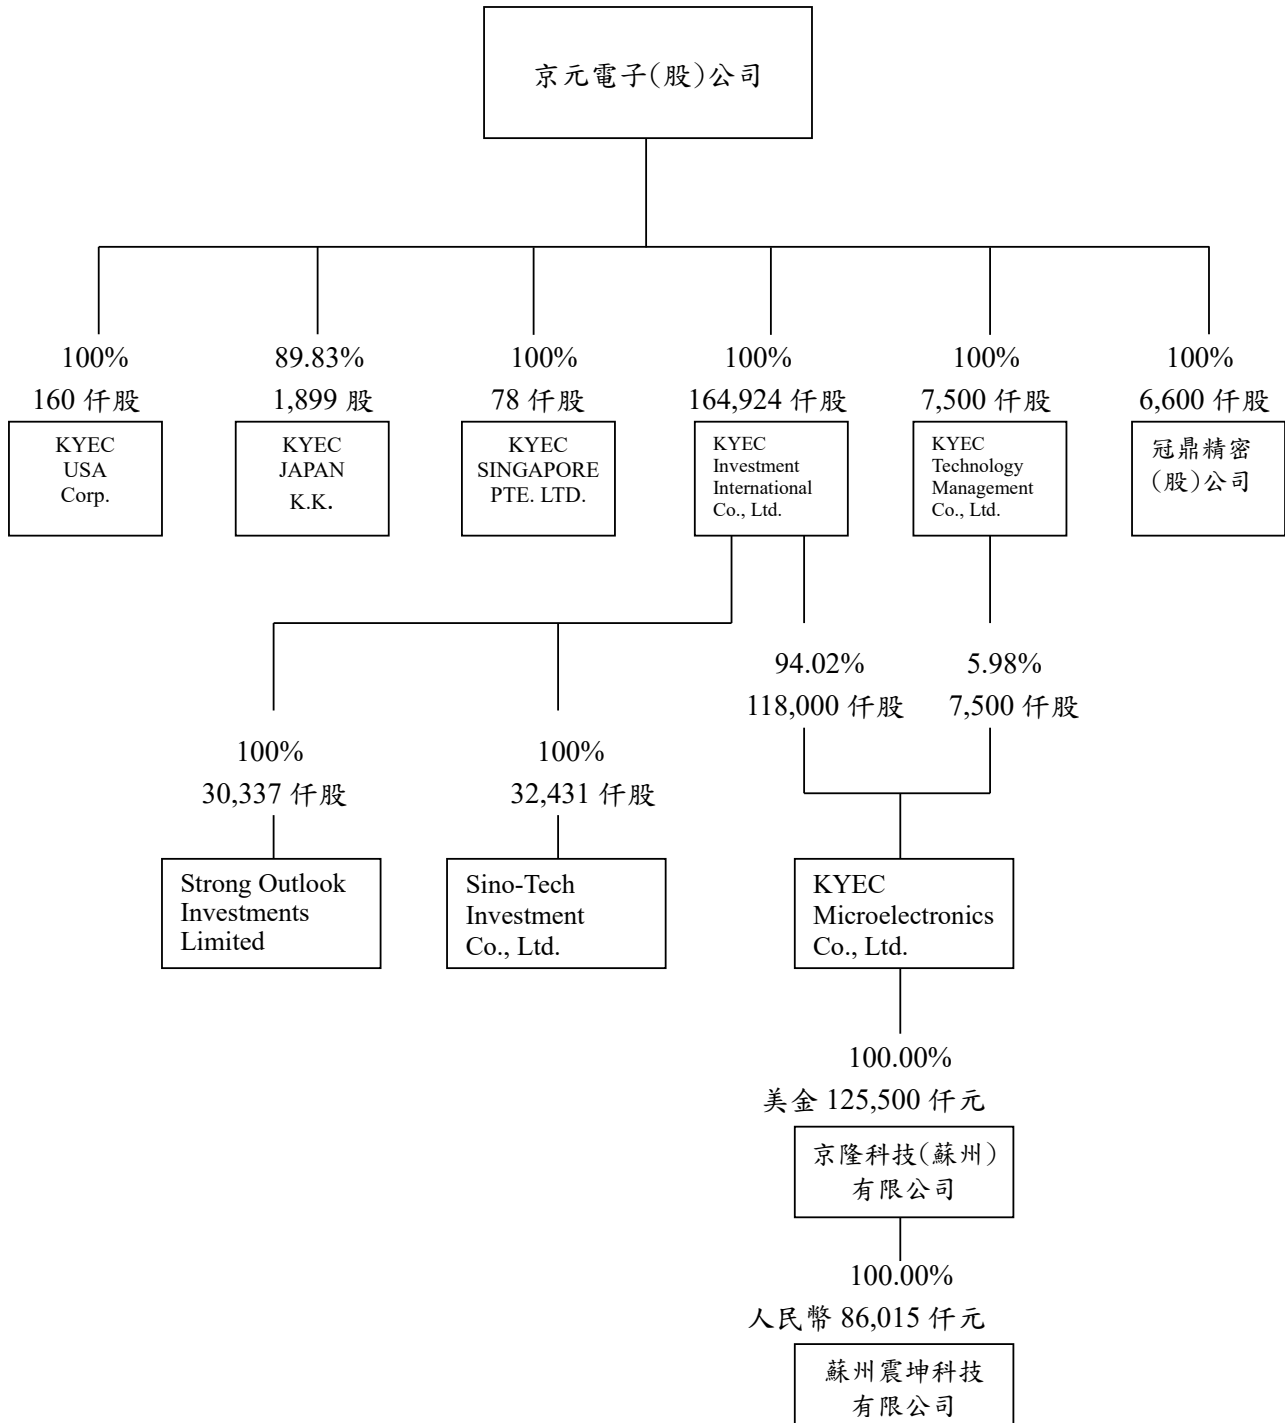 京元電子(股)公司
100%
160 仟股
KYEC
USA
Corp.
89.83%
1,899 股
KYEC
JAPAN
K.K.
100%
78 仟股
KYEC
SINGAPORE
PTE. LTD.
100%
164,924 仟股
KYEC
Investment
International
Co., Ltd.
100%
7,500 仟股
KYEC
Technology
Management
Co., Ltd.
100%
6,600 仟股
冠鼎精密
(股)公司
94.02%
118,000 仟股
5.98%
7,500 仟股
100%
30,337 仟股
Strong Outlook
Investments
Limited
100%
32,431 仟股
Sino-Tech
Investment
Co., Ltd.
KYEC
Microelectronics
Co., Ltd.
100.00%
美金 125,500 仟元
京隆科技(蘇州)
有限公司
100.00%
人民幣 86,015 仟元
蘇州震坤科技
有限公司